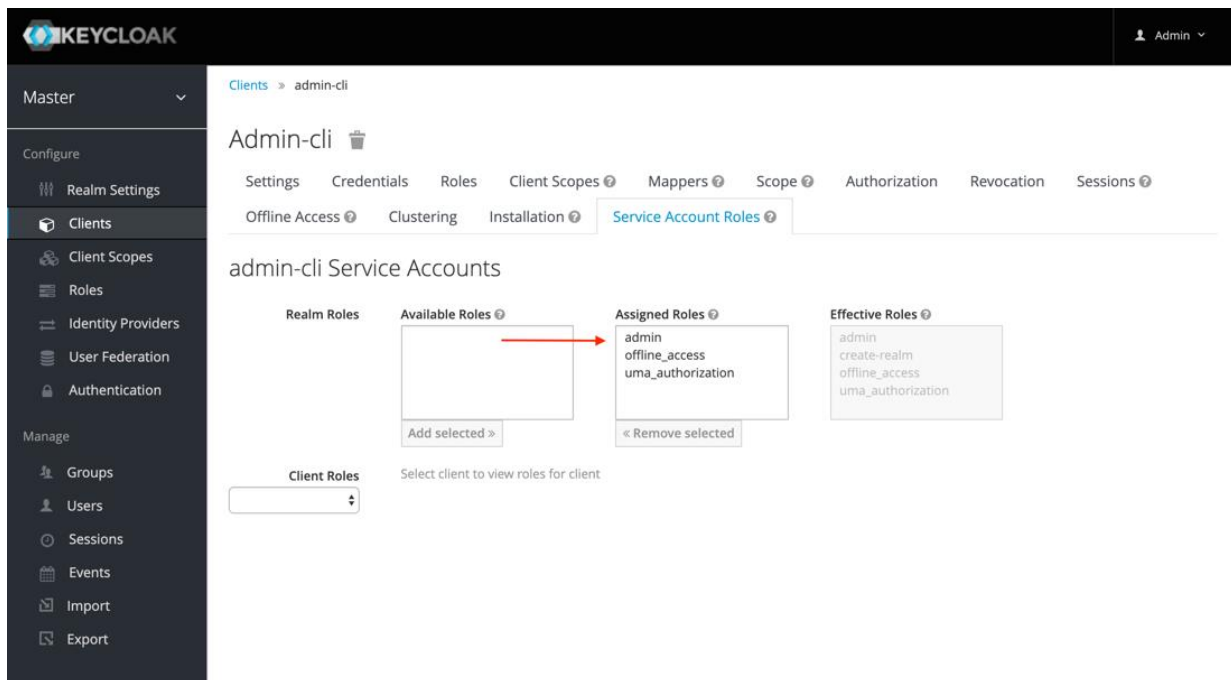 KEYCLOAK
Admin
Master
Clients » admin-cli
Admin-cli
Configure
Realm Settings
Clients
Client Scopes
Roles
Identity Providers
User Federation
Authentication
Manage
Groups
Users
Sessions
Events
Import
Export
Settings Credentials Roles Client Scopes Mappers Scope Authorization Revocation Sessions
Offline Access Clustering Installation Service Account Roles
admin-cli Service Accounts
Realm Roles
Available Roles
Add selected »
Assigned Roles
admin
offline_access
uma_authorization
« Remove selected
Effective Roles
admin
create-realm
offline_access
uma_authorization
Client Roles
Select client to view roles for client